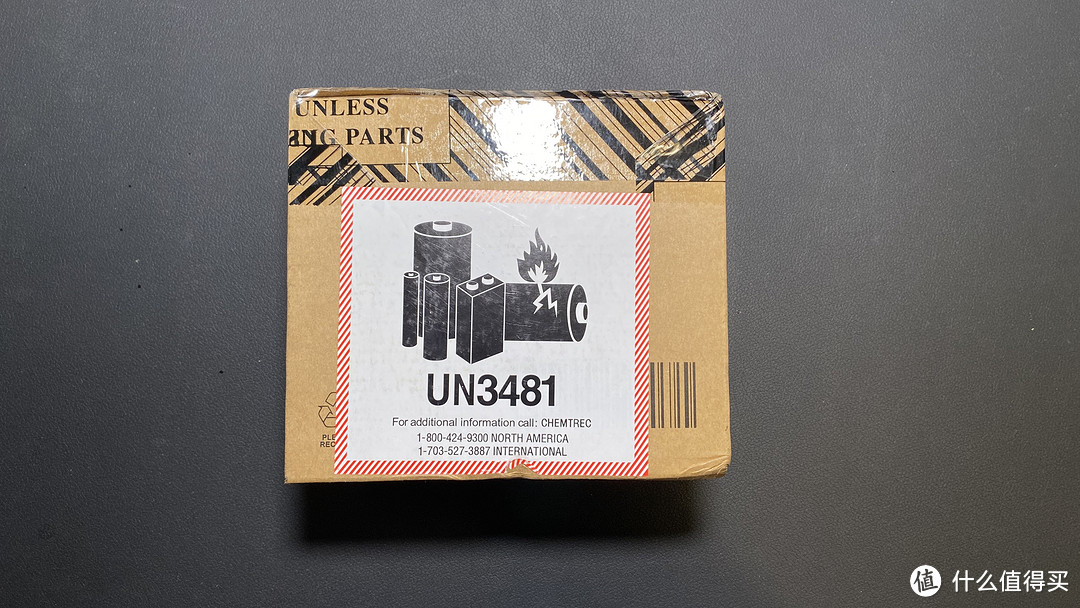 UNLESS
ING PARTS
UN3481
For additional information call: CHEMTREC
1-800-424-9300 NORTH AMERICA
1-703-527-3887 INTERNATIONAL
值 什么值得买